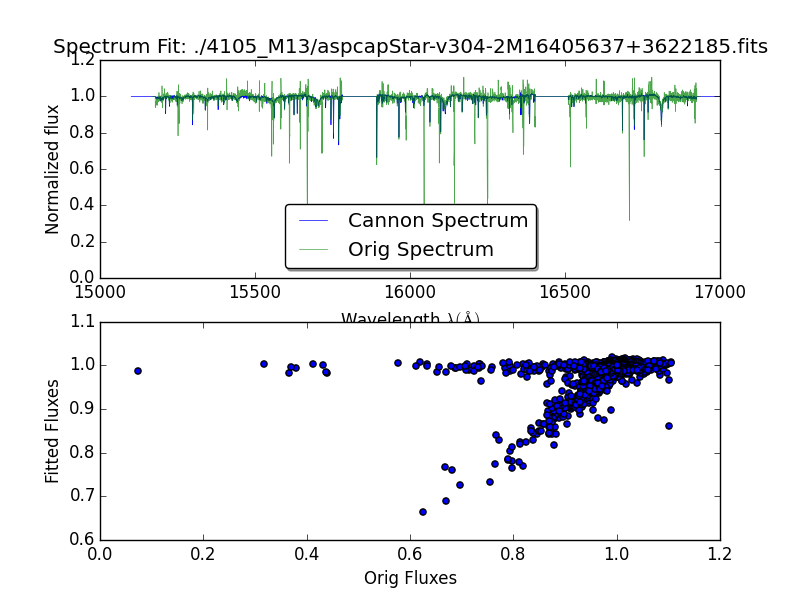 Spectrum Fit: ./4105_M13/aspcapStar-v304-2M16405637+3622185.fits
1.2
1.0
0.8
0.6
0.4
0.2
0.0
Normalized flux
Cannon Spectrum
Orig Spectrum
15000 15500 16000 16500 17000
Wavelength λ(Å)
1.1
1.0
0.9
0.8
0.7
0.6
Fitted Fluxes
0.0 0.2 0.4 0.6 0.8 1.0 1.2
Orig Fluxes